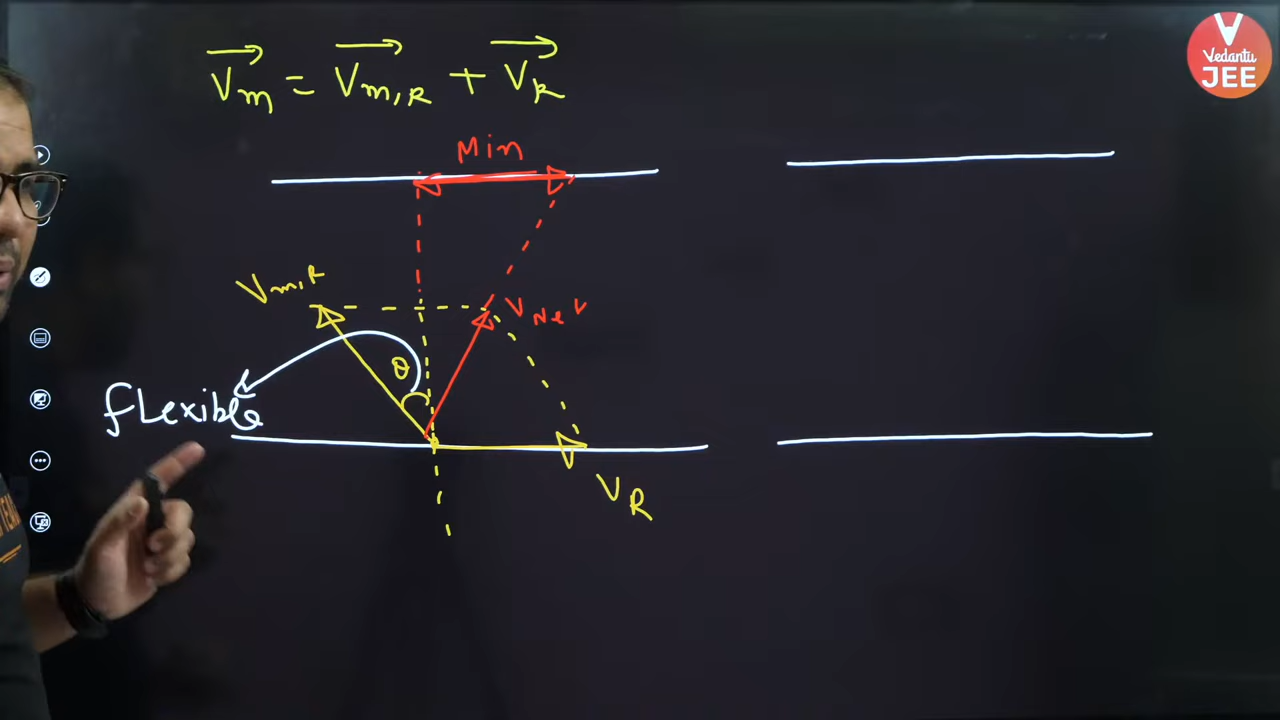 Vm = Vm,R + VR
Vedantu
JEE
Min
Vm,R
VNet
θ
flexible
VR